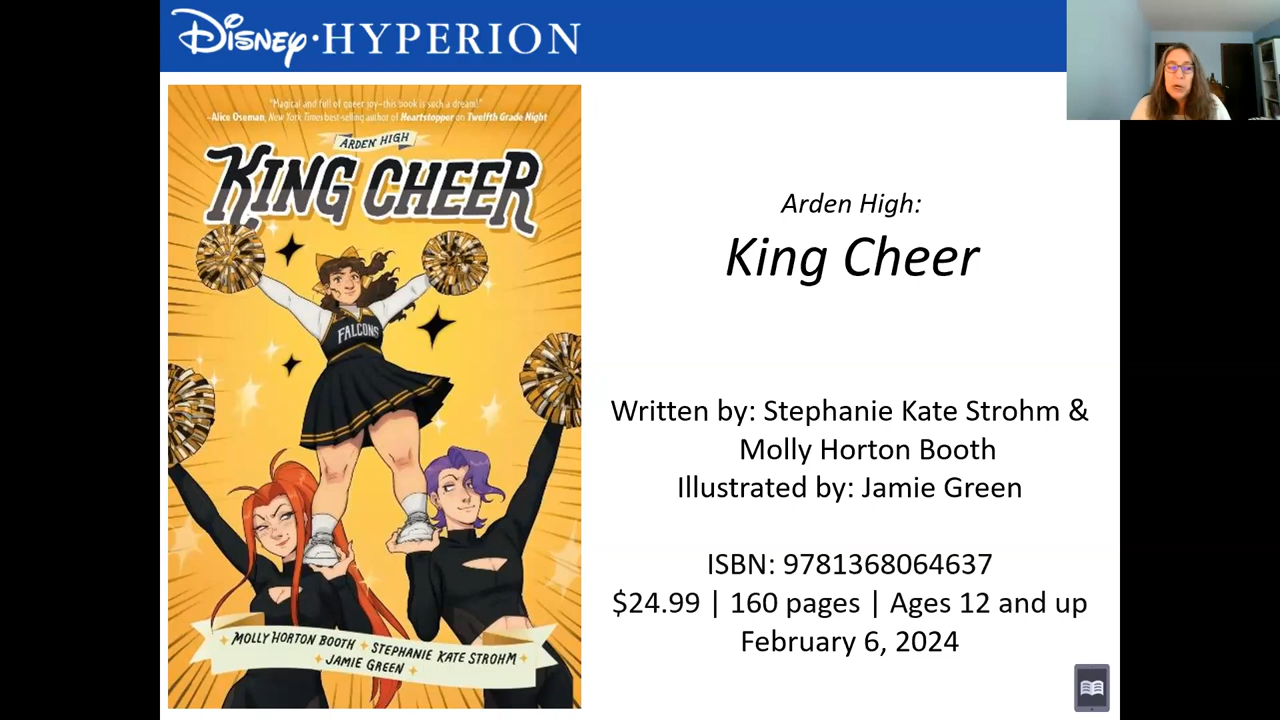 DISNEY·HYPERION
"Magical and full of queer joy—this book is such a dream!"
–Alice Oseman, New York Times best-selling author of Heartstopper on Twelfth Grade Night
ARDEN HIGH
KING CHEER
FALCONS
MOLLY HORTON BOOTH STEPHANIE KATE STROHM
JAMIE GREEN
Arden High:
King Cheer
Written by: Stephanie Kate Strohm &
Molly Horton Booth
Illustrated by: Jamie Green
ISBN: 9781368064637
$24.99 | 160 pages | Ages 12 and up
February 6, 2024